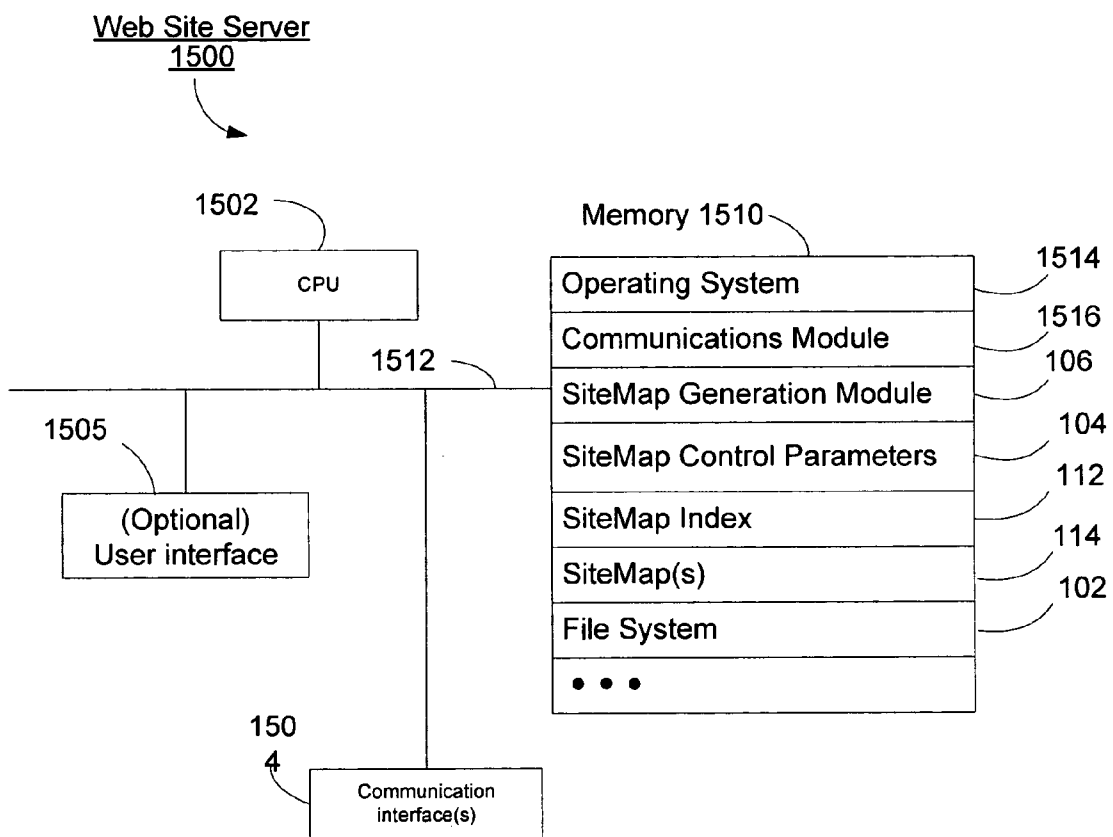 Web Site Server
1500
1502
CPU
Memory 1510
Operating System
1514
Communications Module
1516
1512
SiteMap Generation Module
106
SiteMap Control Parameters
104
1505
(Optional)
User interface
SiteMap Index
112
SiteMap(s)
114
File System
102
• • •
150
4
Communication
interface(s)